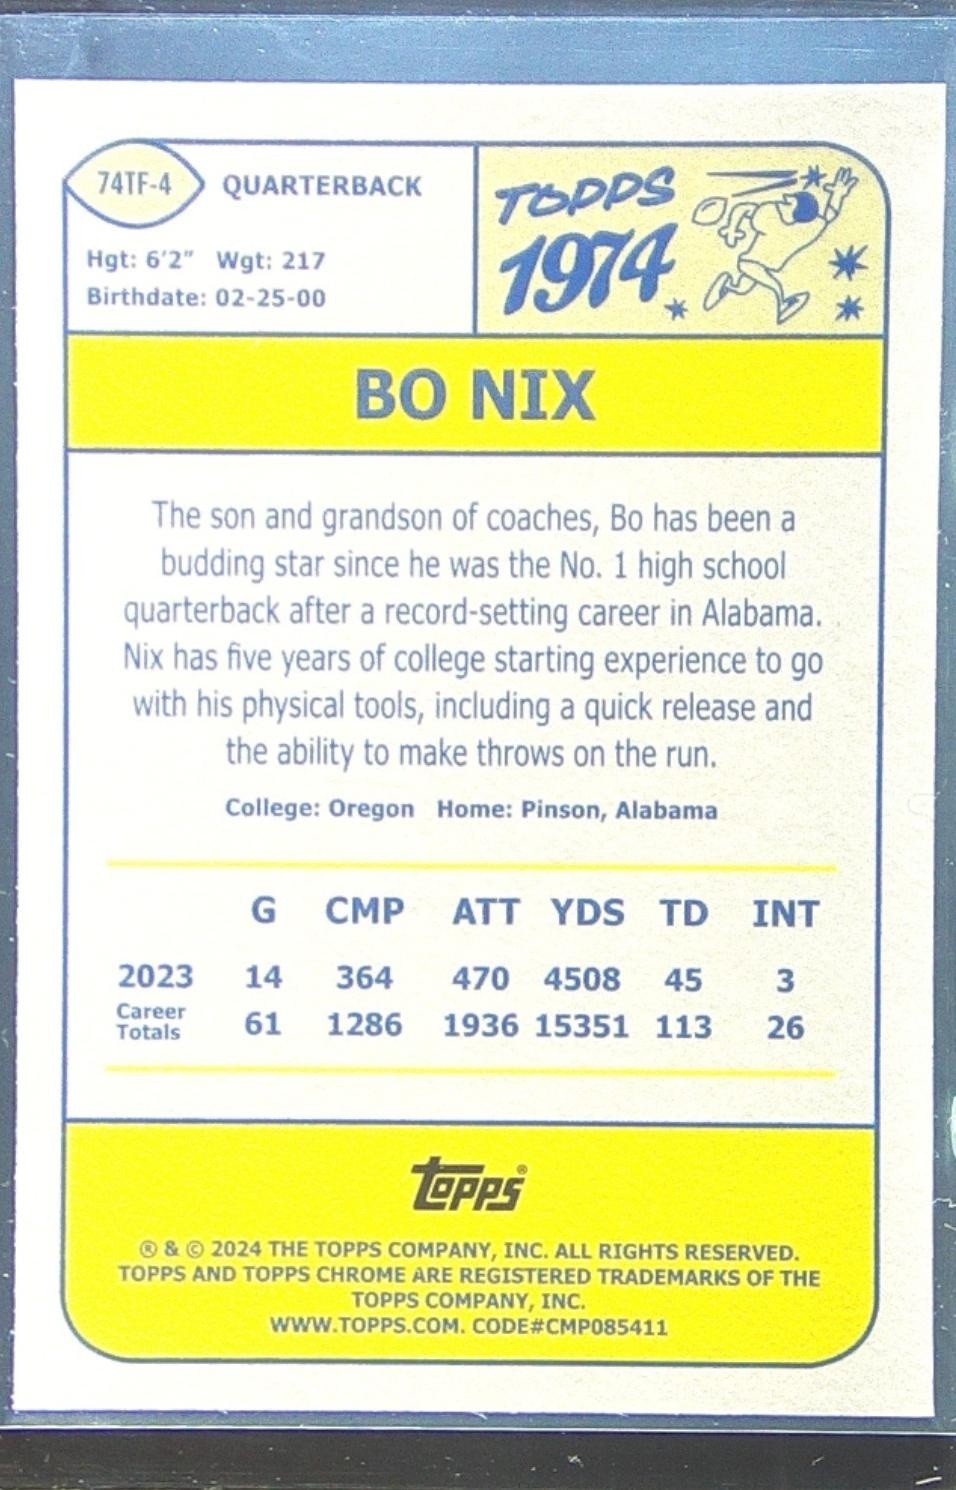 74TF-4 QUARTERBACK
Hgt: 6'2" Wgt: 217
Birthdate: 02-25-00
TOPPS
1974
BO NIX
The son and grandson of coaches, Bo has been a
budding star since he was the No. 1 high school
quarterback after a record-setting career in Alabama.
Nix has five years of college starting experience to go
with his physical tools, including a quick release and
the ability to make throws on the run.
College: Oregon Home: Pinson, Alabama
G CMP ATT YDS TD INT
2023 14 364 470 4508 45 3
Career
Totals 61 1286 1936 15351 113 26
Topps®
® & © 2024 THE TOPPS COMPANY, INC. ALL RIGHTS RESERVED.
TOPPS AND TOPPS CHROME ARE REGISTERED TRADEMARKS OF THE
TOPPS COMPANY, INC.
WWW.TOPPS.COM. CODE#CMP085411